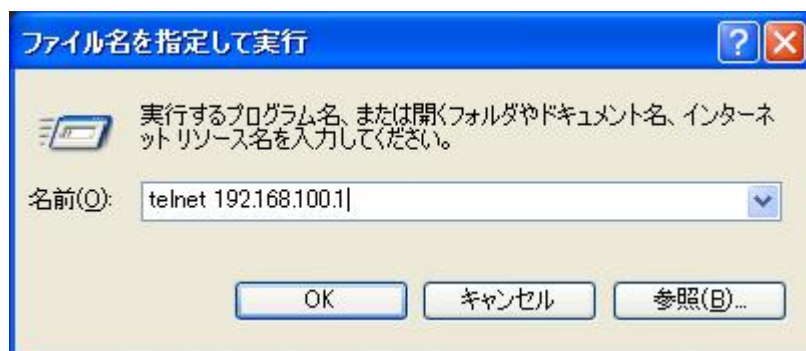 ファイル名を指定して実行
実行するプログラム名、または開くフォルダやドキュメント名、インターネ
ット リソース名を入力してください。
名前(O):
telnet 192.168.100.1
OK
キャンセル
参照(B)...